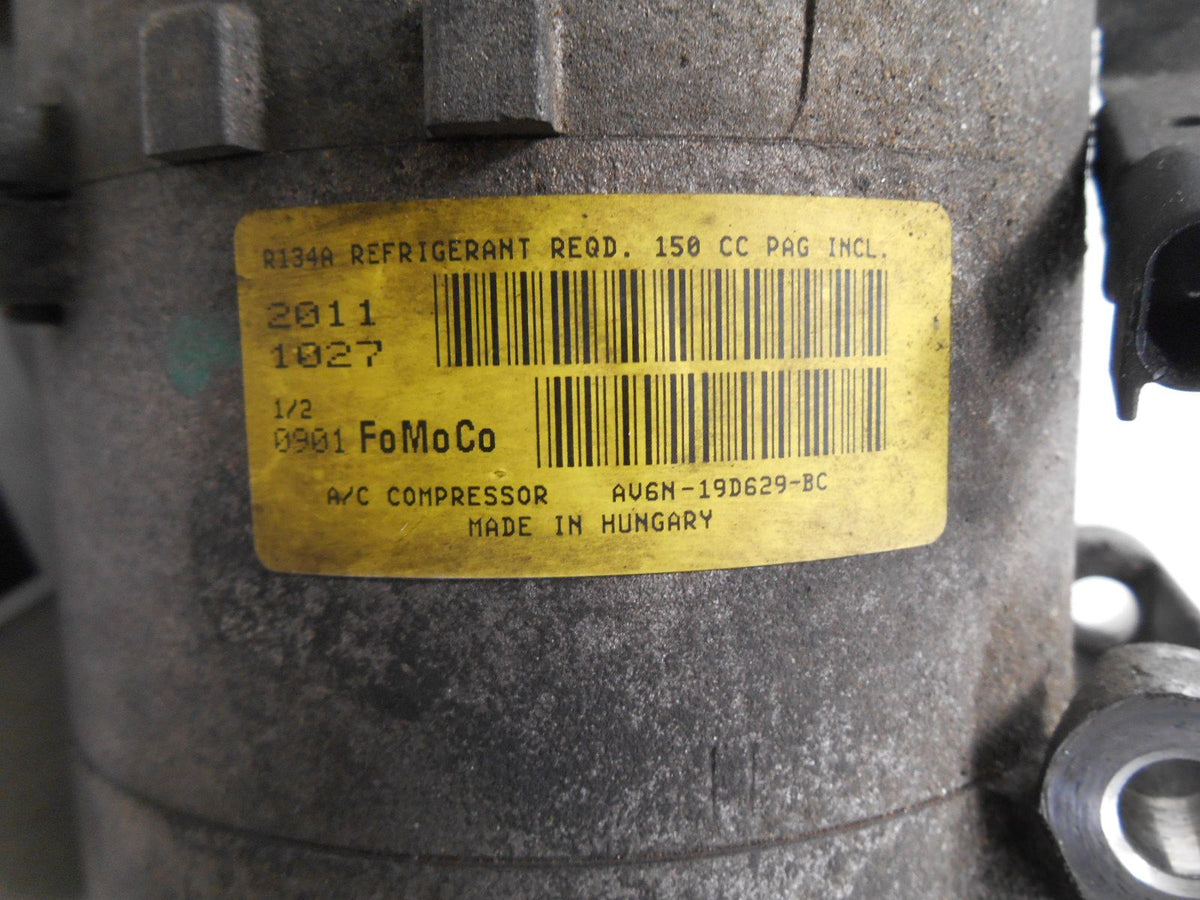 R134A REFRIGERANT REQD. 150 CC PAG INCL.
2011
1027
1/2
0901 FoMoCo
A/C COMPRESSOR AV6N-19D629-BC
MADE IN HUNGARY